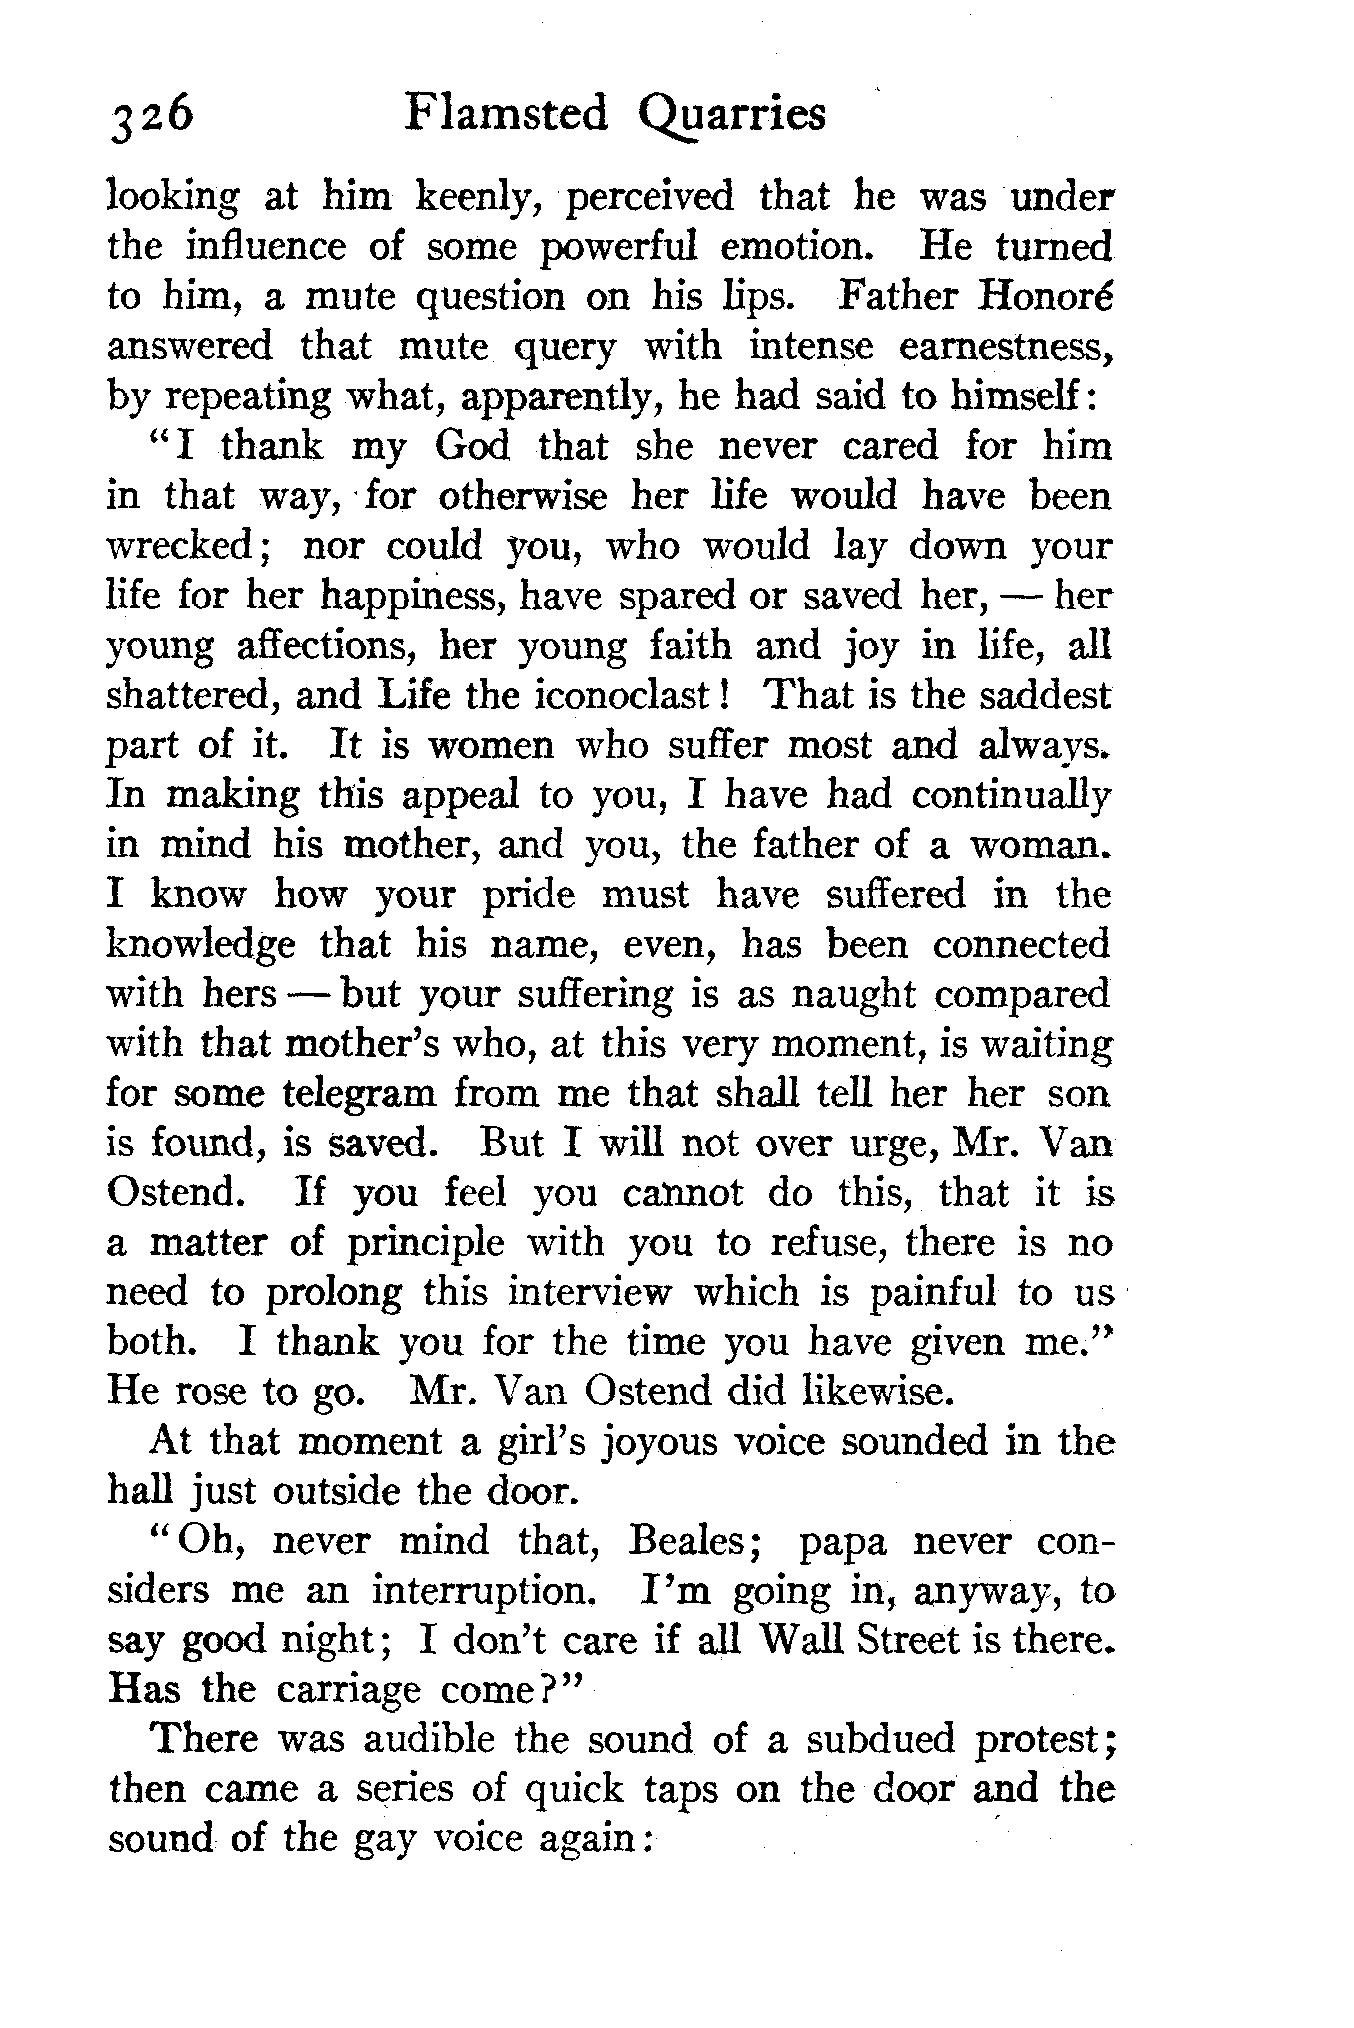 326 Flamsted Quarries
looking at him keenly, perceived that he was under
the influence of some powerful emotion. He turned
to him, a mute question on his lips. Father Honoré
answered that mute query with intense earnestness,
by repeating what, apparently, he had said to himself:
"I thank my God that she never cared for him
in that way, for otherwise her life would have been
wrecked; nor could you, who would lay down your
life for her happiness, have spared or saved her, — her
young affections, her young faith and joy in life, all
shattered, and Life the iconoclast! That is the saddest
part of it. It is women who suffer most and always.
In making this appeal to you, I have had continually
in mind his mother, and you, the father of a woman.
I know how your pride must have suffered in the
knowledge that his name, even, has been connected
with hers — but your suffering is as naught compared
with that mother's who, at this very moment, is waiting
for some telegram from me that shall tell her her son
is found, is saved. But I will not over urge, Mr. Van
Ostend. If you feel you cannot do this, that it is
a matter of principle with you to refuse, there is no
need to prolong this interview which is painful to us
both. I thank you for the time you have given me."
He rose to go. Mr. Van Ostend did likewise.
At that moment a girl's joyous voice sounded in the
hall just outside the door.
"Oh, never mind that, Beales; papa never con-
siders me an interruption. I'm going in, anyway, to
say good night; I don't care if all Wall Street is there.
Has the carriage come?"
There was audible the sound of a subdued protest;
then came a series of quick taps on the door and the
sound of the gay voice again: